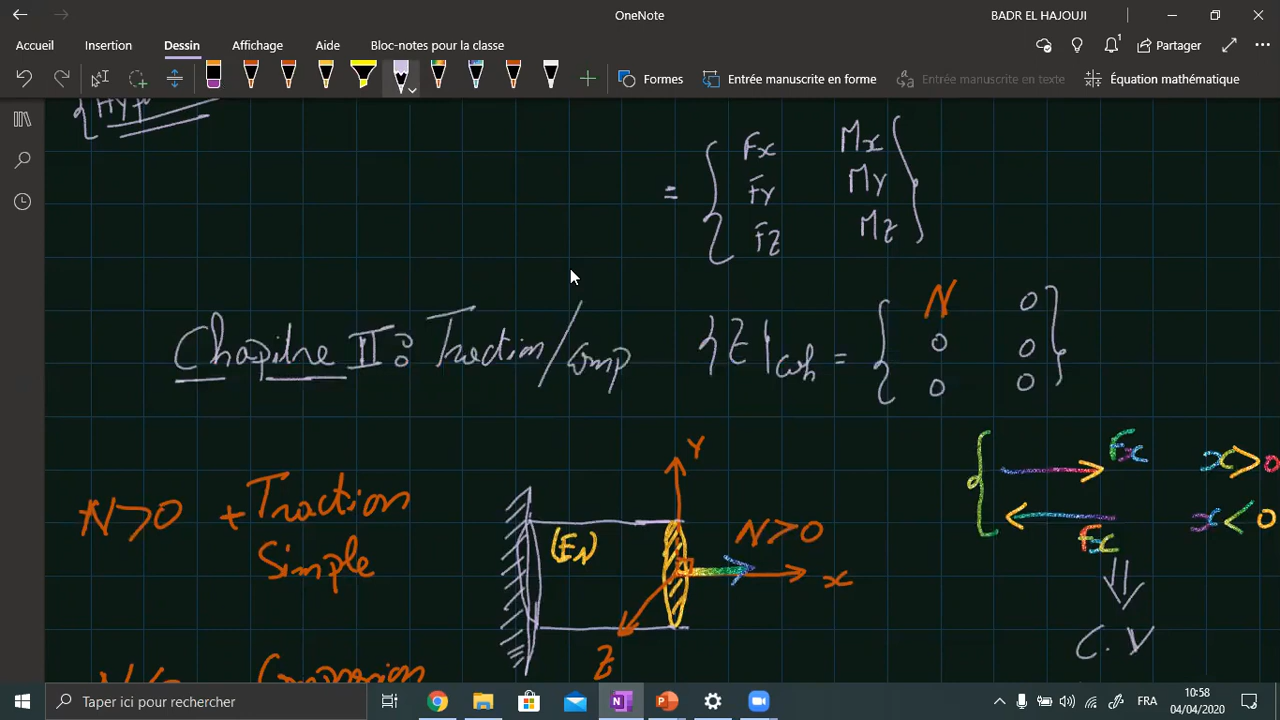 OneNote
BADR EL HAJOUJI
Accueil Insertion Dessin Affichage Aide Bloc-notes pour la classe
Partager
Formes Entrée manuscrite en forme Entrée manuscrite en texte Équation mathématique
{Hyp
= { Fx Mx }
Fy My
Fz Mz
Chapitre II : Traction/comp {Z}coh = { N 0 }
0 0
0 0
N>0 + Traction
Simple
Y
(EN)
N>0
x
Z
{ Fx x>0
Fx x<0
C.V
Taper ici pour rechercher
FRA
10:58
04/04/2020